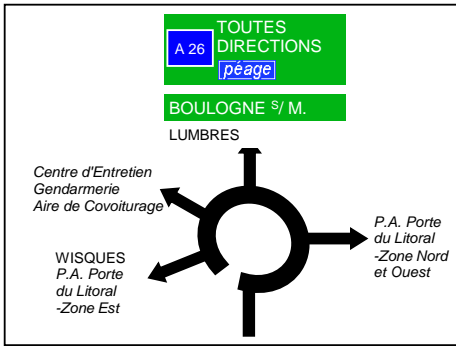 TOUTES
A 26 DIRECTIONS
péage
BOULOGNE S/ M.
LUMBRES
Centre d'Entretien
Gendarmerie
Aire de Covoiturage
P.A. Porte
du Litoral
-Zone Nord
et Ouest
WISQUES
P.A. Porte
du Litoral
-Zone Est